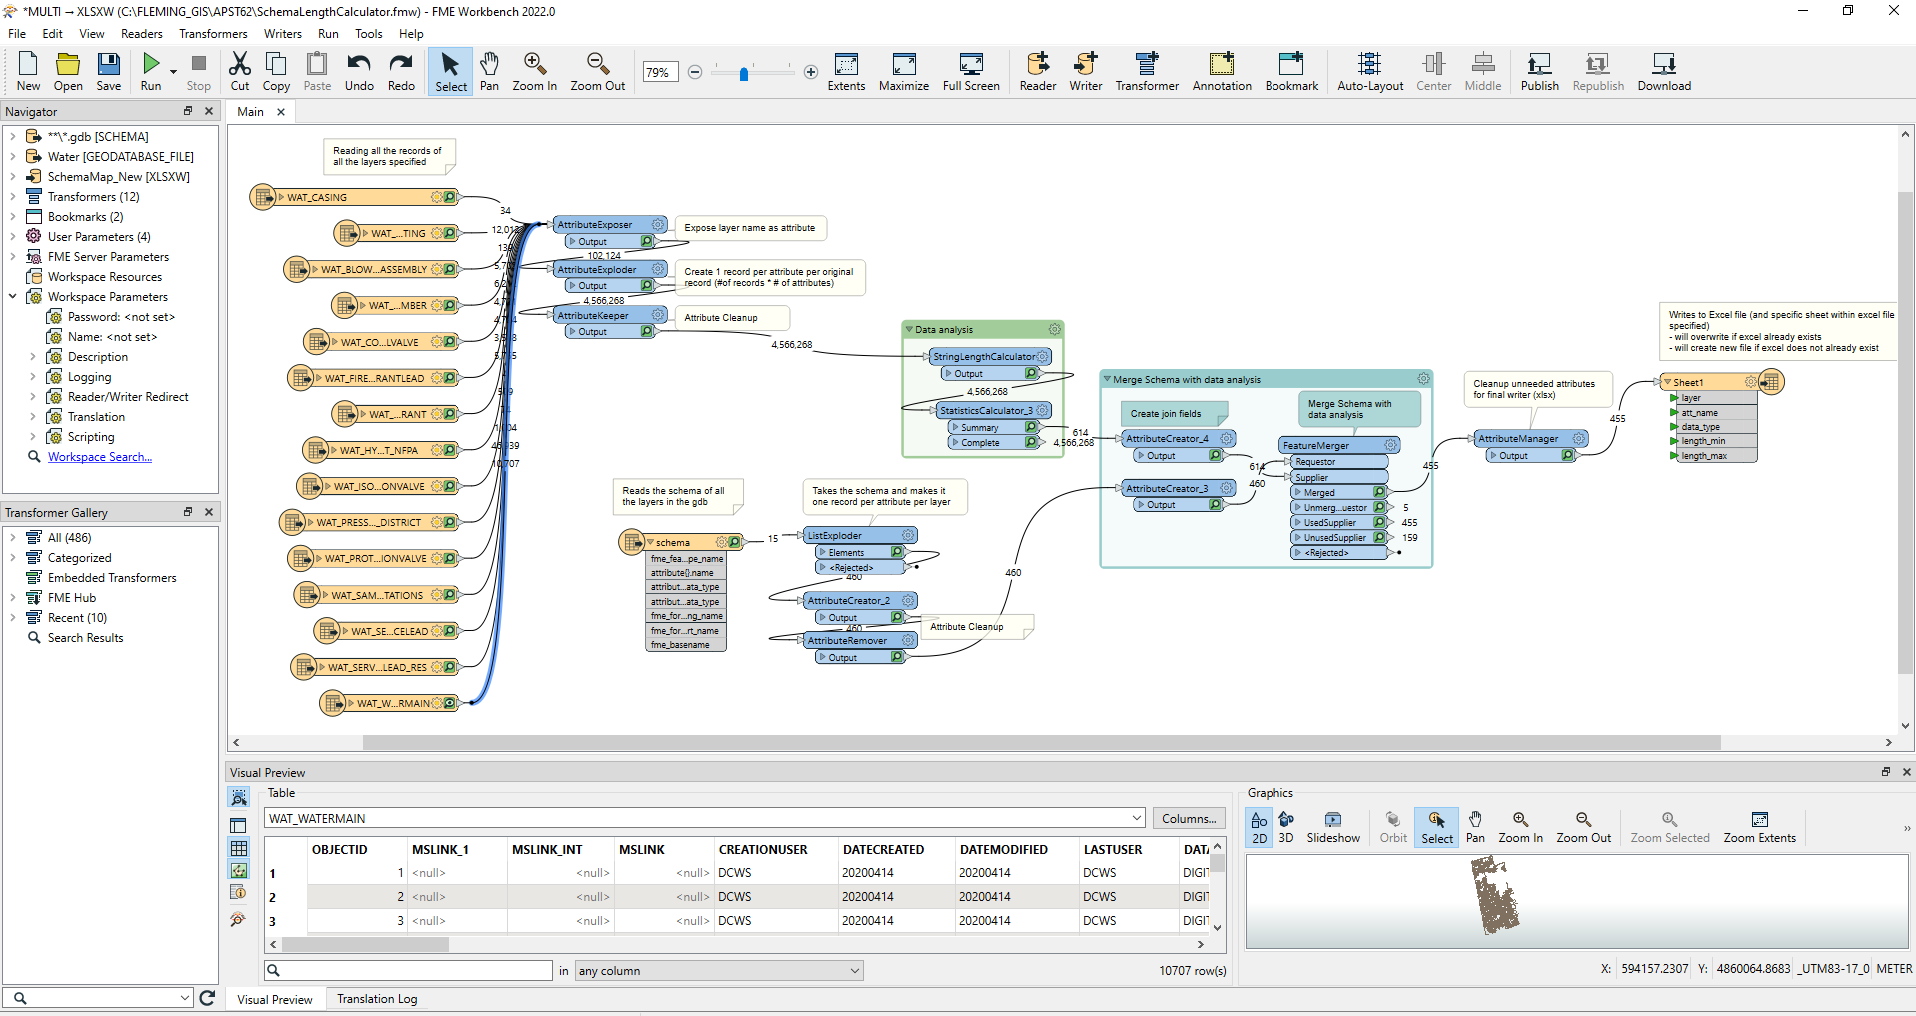 *MULTI → XLSXW (C:\FLEMING_GIS\APST62\SchemaLengthCalculator.fmw) - FME Workbench 2022.0
File Edit View Readers Transformers Writers Run Tools Help
New Open Save Run Stop Cut Copy Paste Undo Redo Select Pan Zoom In Zoom Out 79% Extents Maximize Full Screen Reader Writer Transformer Annotation Bookmark Auto-Layout Center Middle Publish Republish Download
Navigator
**\*.gdb [SCHEMA]
Water [GEODATABASE_FILE]
SchemaMap_New [XLSXW]
Transformers (12)
Bookmarks (2)
User Parameters (4)
FME Server Parameters
Workspace Resources
Workspace Parameters
Password: <not set>
Name: <not set>
Description
Logging
Reader/Writer Redirect
Translation
Scripting
Workspace Search...
Transformer Gallery
All (486)
Categorized
Embedded Transformers
FME Hub
Recent (10)
Search Results
Main
Reading all the records of
all the layers specified
WAT_CASING
WAT_...TING
WAT_BLOW...ASSEMBLY
WAT_...MBER
WAT_CO...LVALVE
WAT_FIRE...RANTLEAD
WAT_...RANT
WAT_HY...T_NFPA
WAT_ISO...ONVALVE
WAT_PRESS..._DISTRICT
WAT_PROT...IONVALVE
WAT_SAM...TATIONS
WAT_SE...CELEAD
WAT_SERV...LEAD_RES
WAT_W...RMAIN
34
10,707
AttributeExposer
Output
102,124
Expose layer name as attribute
AttributeExploder
Output
4,566,268
Create 1 record per attribute per original
record (#of records * # of attributes)
AttributeKeeper
Output
Attribute Cleanup
4,566,268
Data analysis
StringLengthCalculator
Output
4,566,268
StatisticsCalculator_3
Summary
Complete
614
4,566,268
Merge Schema with data analysis
Create join fields
AttributeCreator_4
Output
614
AttributeCreator_3
Output
460
Merge Schema with
data analysis
FeatureMerger
Requestor
Supplier
Merged
Unmerg...uestor
UsedSupplier
UnusedSupplier
<Rejected>
455
5
455
159
Cleanup unneeded attributes
for final writer (xlsx)
AttributeManager
Output
455
Writes to Excel file (and specific sheet within excel file
specified)
- will overwrite if excel already exists
- will create new file if excel does not already exist
Sheet1
layer
att_name
data_type
length_min
length_max
Reads the schema of all
the layers in the gdb
schema
fme_fea...pe_name
attribute{}.name
attribut...ata_type
attribut...ata_type
fme_for...ng_name
fme_for...rt_name
fme_basename
15
Takes the schema and makes it
one record per attribute per layer
ListExploder
Elements
<Rejected>
460
AttributeCreator_2
Output
460
AttributeRemover
Output
Attribute Cleanup
460
Visual Preview
Table
WAT_WATERMAIN
Columns...
OBJECTID MSLINK_1 MSLINK_INT MSLINK CREATIONUSER DATECREATED DATEMODIFIED LASTUSER
1 1 <null> <null> <null> DCWS 20200414 20200414 DCWS
2 2 <null> <null> <null> DCWS 20200414 20200414 DCWS
3 3 <null> <null> <null> DCWS 20200414 20200414 DCWS
in any column
10707 row(s)
Graphics
2D 3D Slideshow Orbit Select Pan Zoom In Zoom Out Zoom Selected Zoom Extents
X: 594157.2307 Y: 4860064.8683 _UTM83-17_0 METER
Visual Preview Translation Log